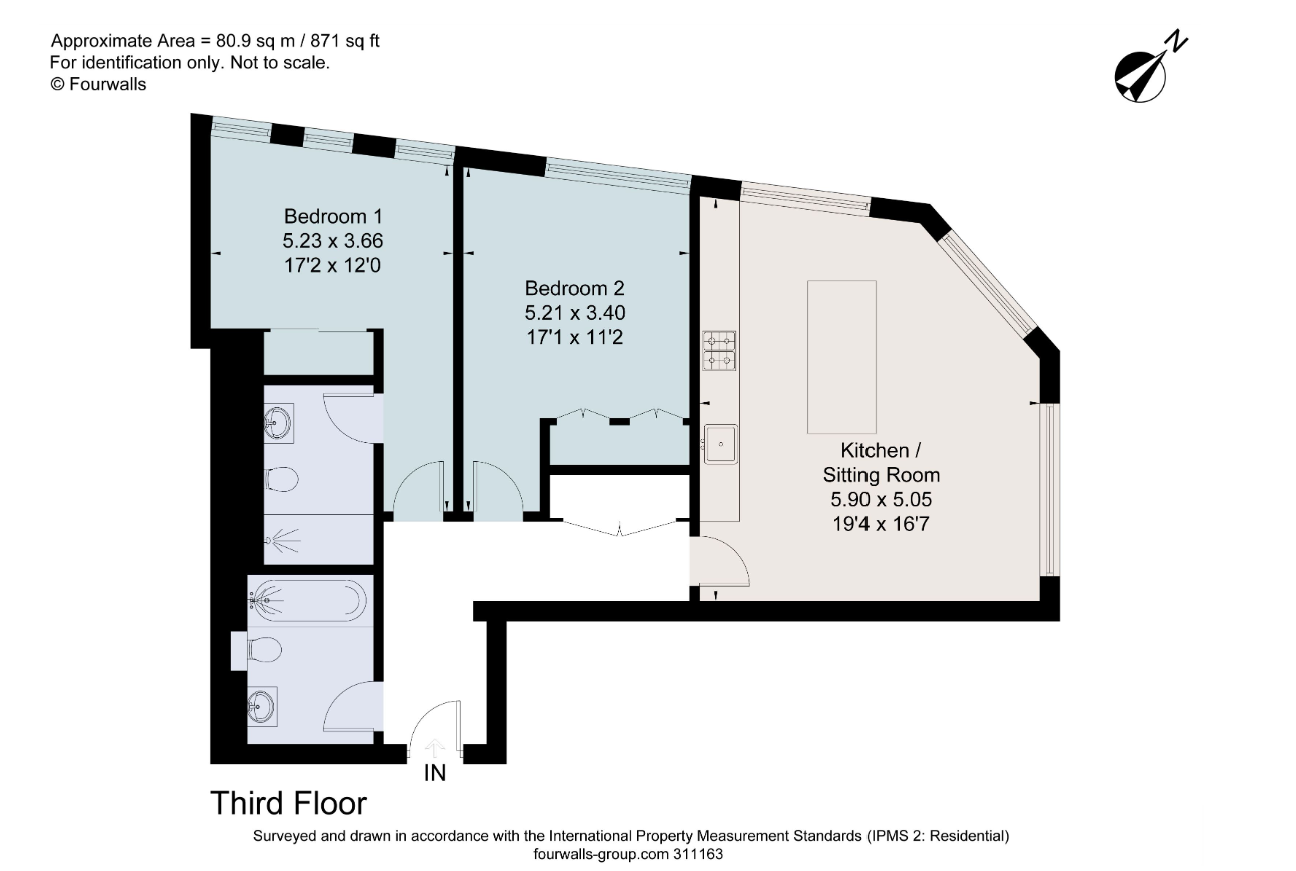 Approximate Area = 80.9 sq m / 871 sq ft
For identification only. Not to scale.
© Fourwalls
N
Bedroom 1
5.23 x 3.66
17'2 x 12'0
Bedroom 2
5.21 x 3.40
17'1 x 11'2
Kitchen /
Sitting Room
5.90 x 5.05
19'4 x 16'7
IN
Third Floor
Surveyed and drawn in accordance with the International Property Measurement Standards (IPMS 2: Residential)
fourwalls-group.com 311163